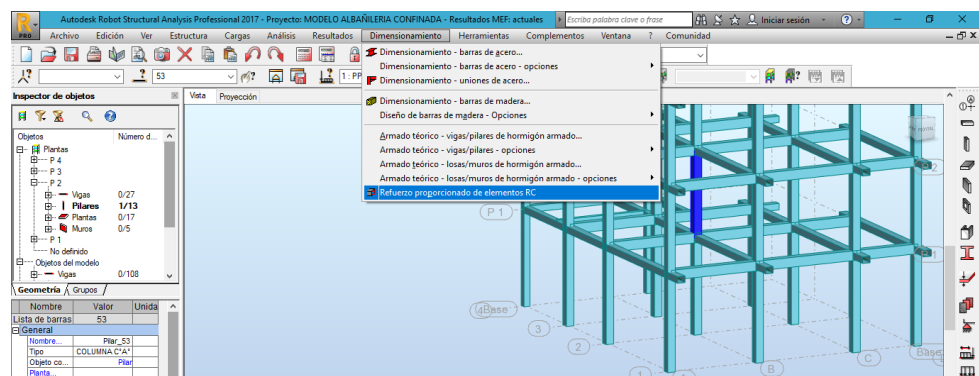 Autodesk Robot Structural Analysis Professional 2017 - Proyecto: MODELO ALBAÑILERIA CONFINADA - Resultados MEF: actuales
Escriba palabra clave o frase
Iniciar sesión
PRO
Archivo Edición Ver Estructura Cargas Análisis Resultados Dimensionamiento Herramientas Complementos Ventana ? Comunidad
53
1: PP
Dimensionamiento - barras de acero...
Dimensionamiento - barras de acero - opciones
Dimensionamiento - uniones de acero...
Dimensionamiento - barras de madera...
Diseño de barras de madera - Opciones
Armado téorico - vigas/pilares de hormigón armado...
Armado téorico - vigas/pilares - opciones
Armado teórico - losas/muros de hormigón armado...
Armado teórico - losas/muros de hormigón armado - opciones
Refuerzo proporcionado de elementos RC
Inspector de objetos
Objetos Número d...
Plantas
P 4
P 3
P 2
Vigas 0/27
Pilares 1/13
Plantas 0/17
Muros 0/5
P 1
No definido
Objetos del modelo
Vigas 0/108
Geometría Grupos
Nombre Valor Unida
Lista de barras 53
General
Nombre... Pilar_53
Tipo COLUMNA C°A°
Objeto co... Pilar
Planta...
Vista Proyección
P 1
Base
4
3
2
1
B
C
Base